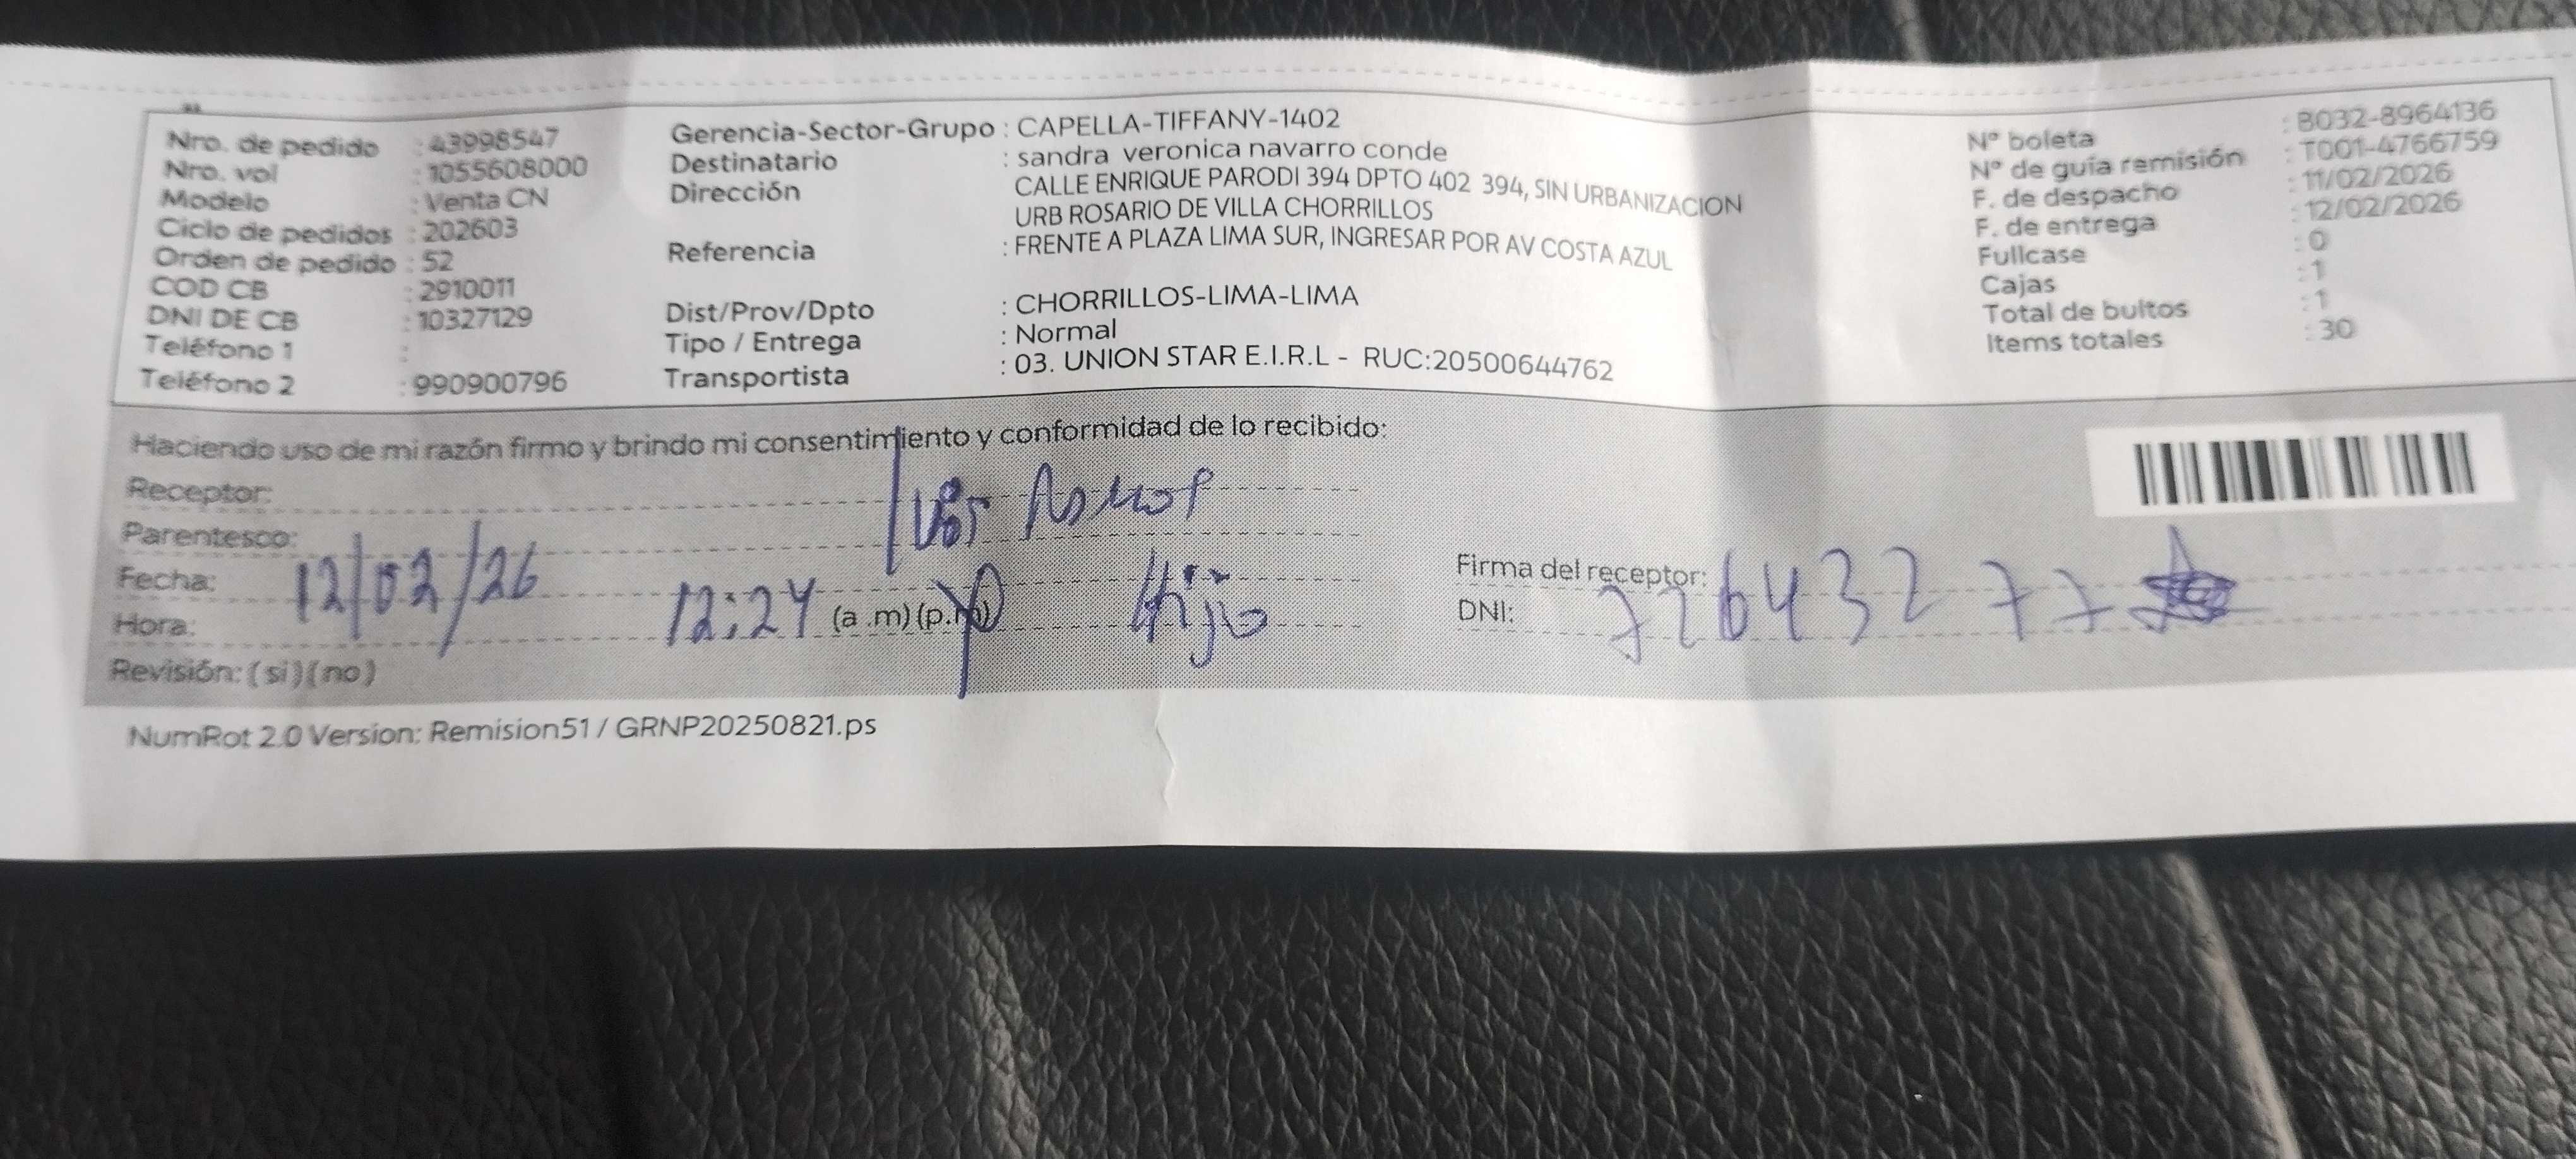 Nro. de pedido : 43998547
Nro. vol : 1055608000
Modelo : Venta CN
Ciclo de pedidos : 202603
Orden de pedido : 52
COD CB : 2910011
DNI DE CB : 10327129
Teléfono 1 :
Teléfono 2 : 990900796
Gerencia-Sector-Grupo : CAPELLA-TIFFANY-1402
Destinatario : sandra veronica navarro conde
Dirección CALLE ENRIQUE PARODI 394 DPTO 402 394, SIN URBANIZACION
URB ROSARIO DE VILLA CHORRILLOS
Referencia : FRENTE A PLAZA LIMA SUR, INGRESAR POR AV COSTA AZUL
Dist/Prov/Dpto : CHORRILLOS-LIMA-LIMA
Tipo / Entrega : Normal
Transportista : 03. UNION STAR E.I.R.L - RUC:20500644762
N° boleta : B032-8964136
N° de guía remisión : T001-4766759
F. de despacho : 11/02/2026
F. de entrega : 12/02/2026
Fullcase : 0
Cajas : 1
Total de bultos : 1
Items totales : 30
Haciendo uso de mi razón firmo y brindo mi consentimiento y conformidad de lo recibido:
Receptor:
Parentesco:
Fecha: 12/02/26
Hora: 12:24 (a .m) (p.m) Hijo
Revisión: ( si ) ( no )
Firma del receptor:
DNI: 72643277
NumRot 2.0 Version: Remision51 / GRNP20250821.ps